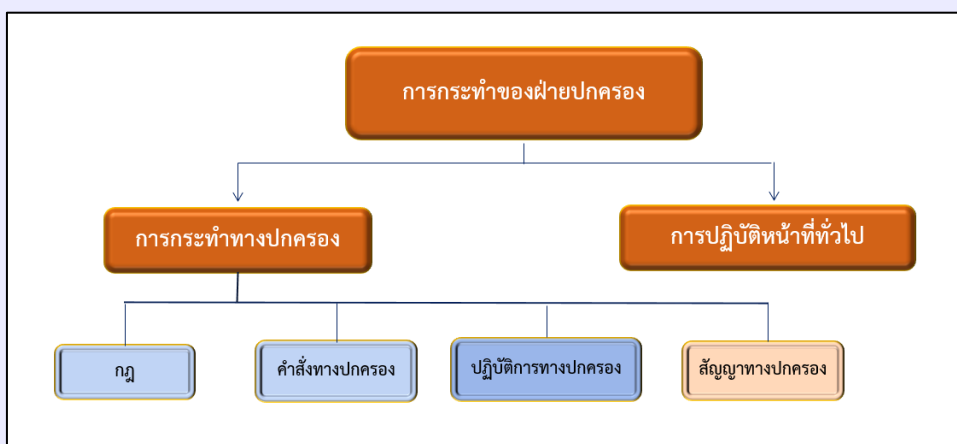 การกระทำของฝ่ายปกครอง
การกระทำทางปกครอง
การปฏิบัติหน้าที่ทั่วไป
กฎ
คำสั่งทางปกครอง
ปฏิบัติการทางปกครอง
สัญญาทางปกครอง